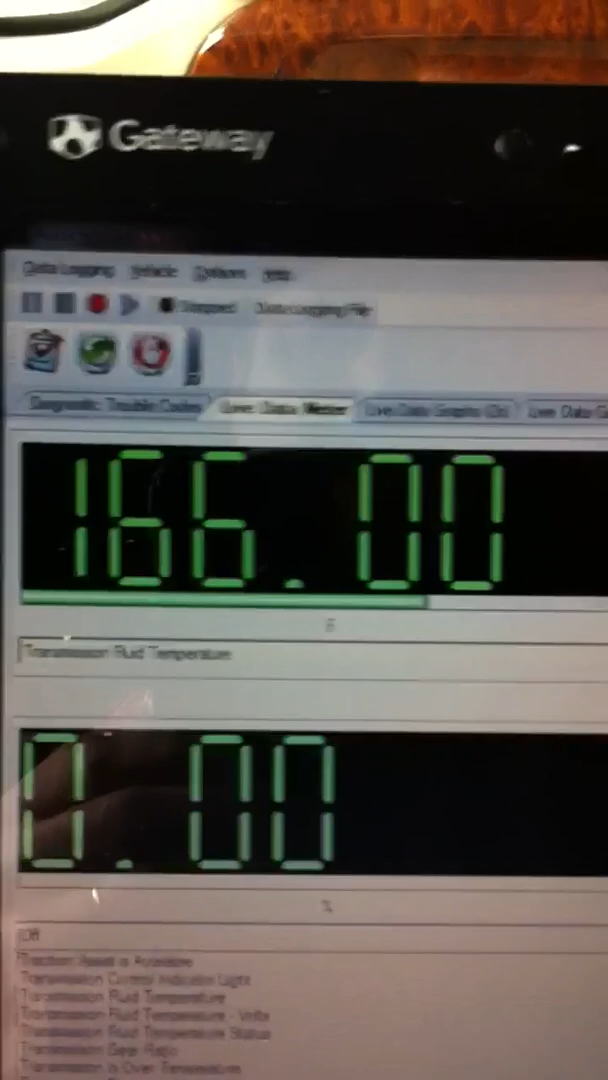 Gateway
Data Logging Vehicle Options Help
Stopped Data Logging File
Diagnostic Trouble Codes Live Data Meter Live Data Graphs Live Data
166.00
F
Transmission Fluid Temperature
0.00
%
Off
Transmission Control Indicator Light
Transmission Fluid Temperature
Transmission Fluid Temperature - Volts
Transmission Fluid Temperature Status
Transmission Gear Ratio
Transmission Is Over Temperature